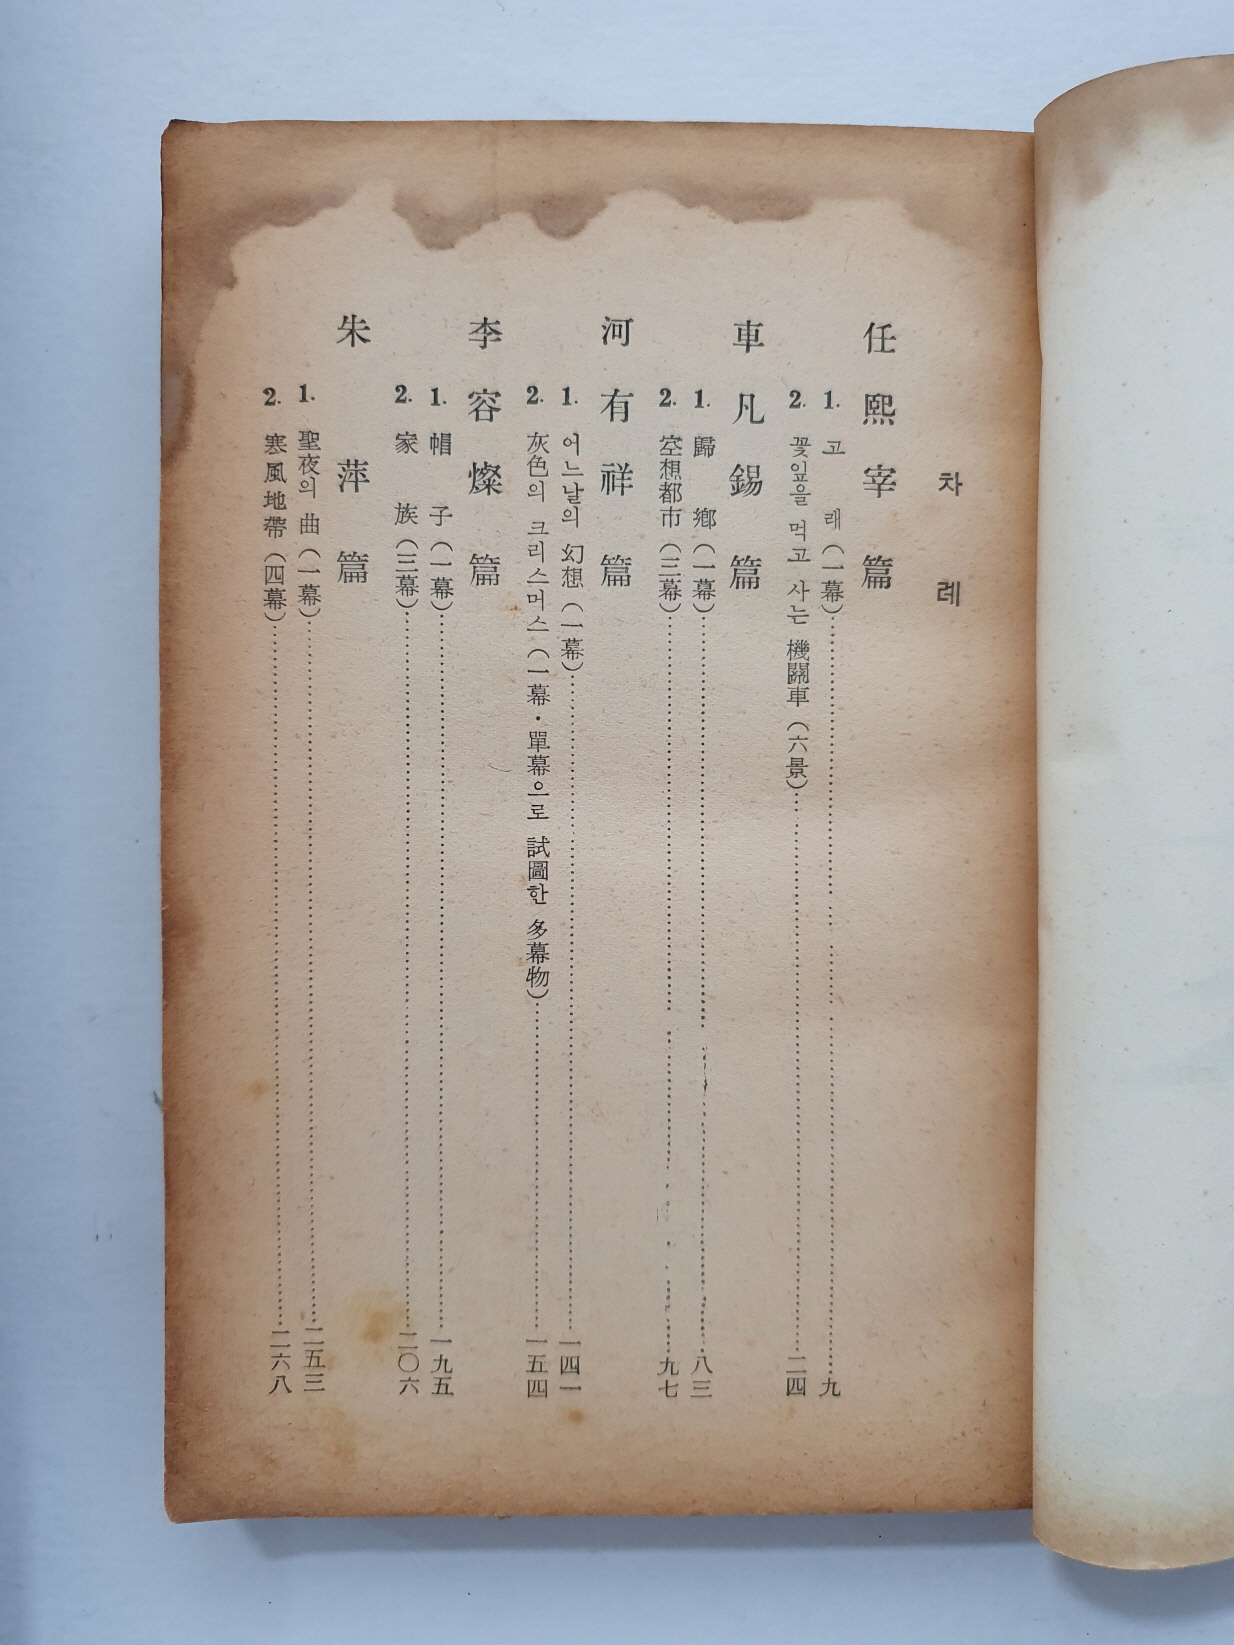 차 례
任熙宰篇
1. 고 래 (一幕)……九
2. 꽃잎을 먹고 사는 機關車 (六景)……二四
車凡錫篇
1. 歸 鄕 (一幕)……八三
2. 空想都市 (三幕)……九七
河有祥篇
1. 어느날의 幻想 (一幕)……一四一
2. 灰色의 크리스머스 (一幕・單幕으로 試圖한 多幕物)……一五四
李容燦篇
1. 帽 子 (一幕)……一九五
2. 家 族 (三幕)……二〇六
朱 萍篇
1. 聖夜의 曲 (一幕)……二五三
2. 寒風地帶 (四幕)……二六八